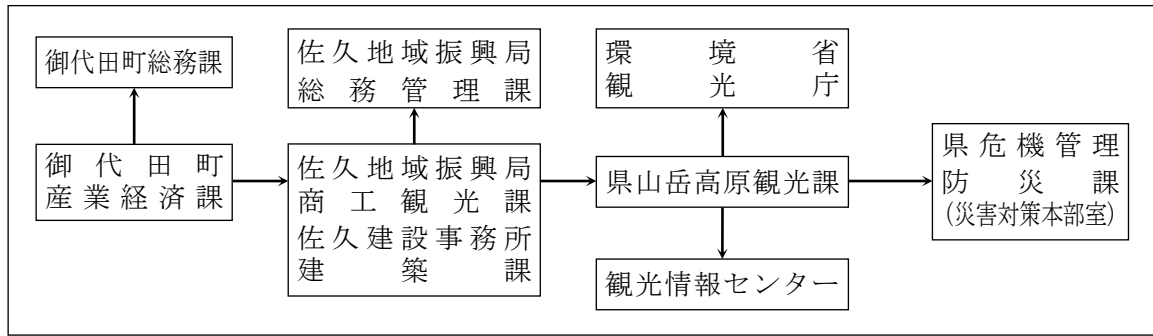 御代田町総務課
佐久地域振興局
総務管理課
環境省
観光庁
御代田町
産業経済課
佐久地域振興局
商工観光課
佐久建設事務所
建築課
県山岳高原観光課
県危機管理
防災課
(災害対策本部室)
観光情報センター